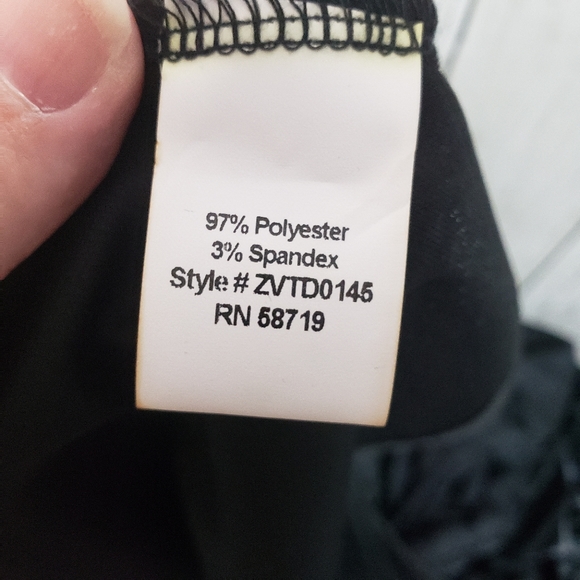 97% Polyester
3% Spandex
Style # ZVTD0145
RN 58719